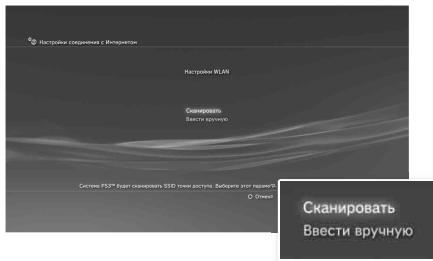 Настройки соединения с Интернетом
Настройки WLAN
Сканировать
Ввести вручную
Система PS3™ будет сканировать SSID точки доступа. Выберите этот
Отмена
Сканировать
Ввести вручную